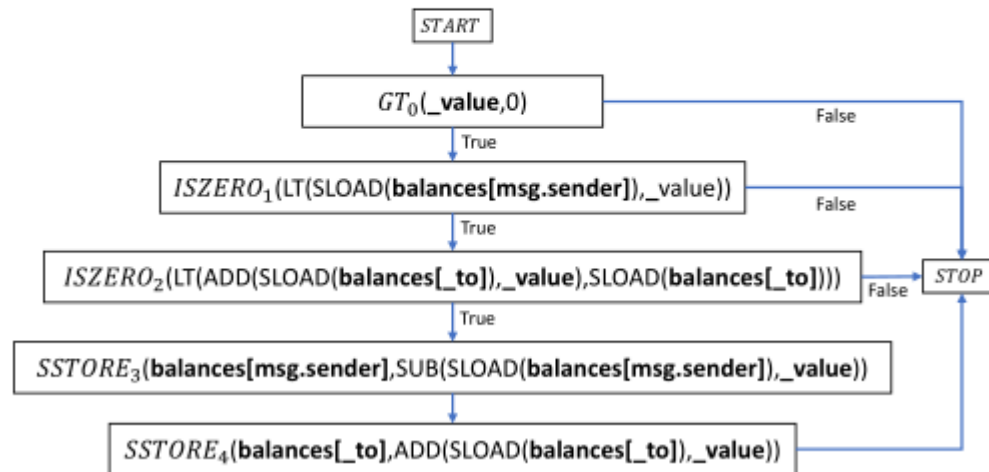 START
GT₀(_value,0)
False
True
ISZERO₁(LT(SLOAD(balances[msg.sender]),_value))
False
True
ISZERO₂(LT(ADD(SLOAD(balances[_to]),_value),SLOAD(balances[_to])))
STOP
False
True
SSTORE₃(balances[msg.sender],SUB(SLOAD(balances[msg.sender]),_value))
SSTORE₄(balances[_to],ADD(SLOAD(balances[_to]),_value))